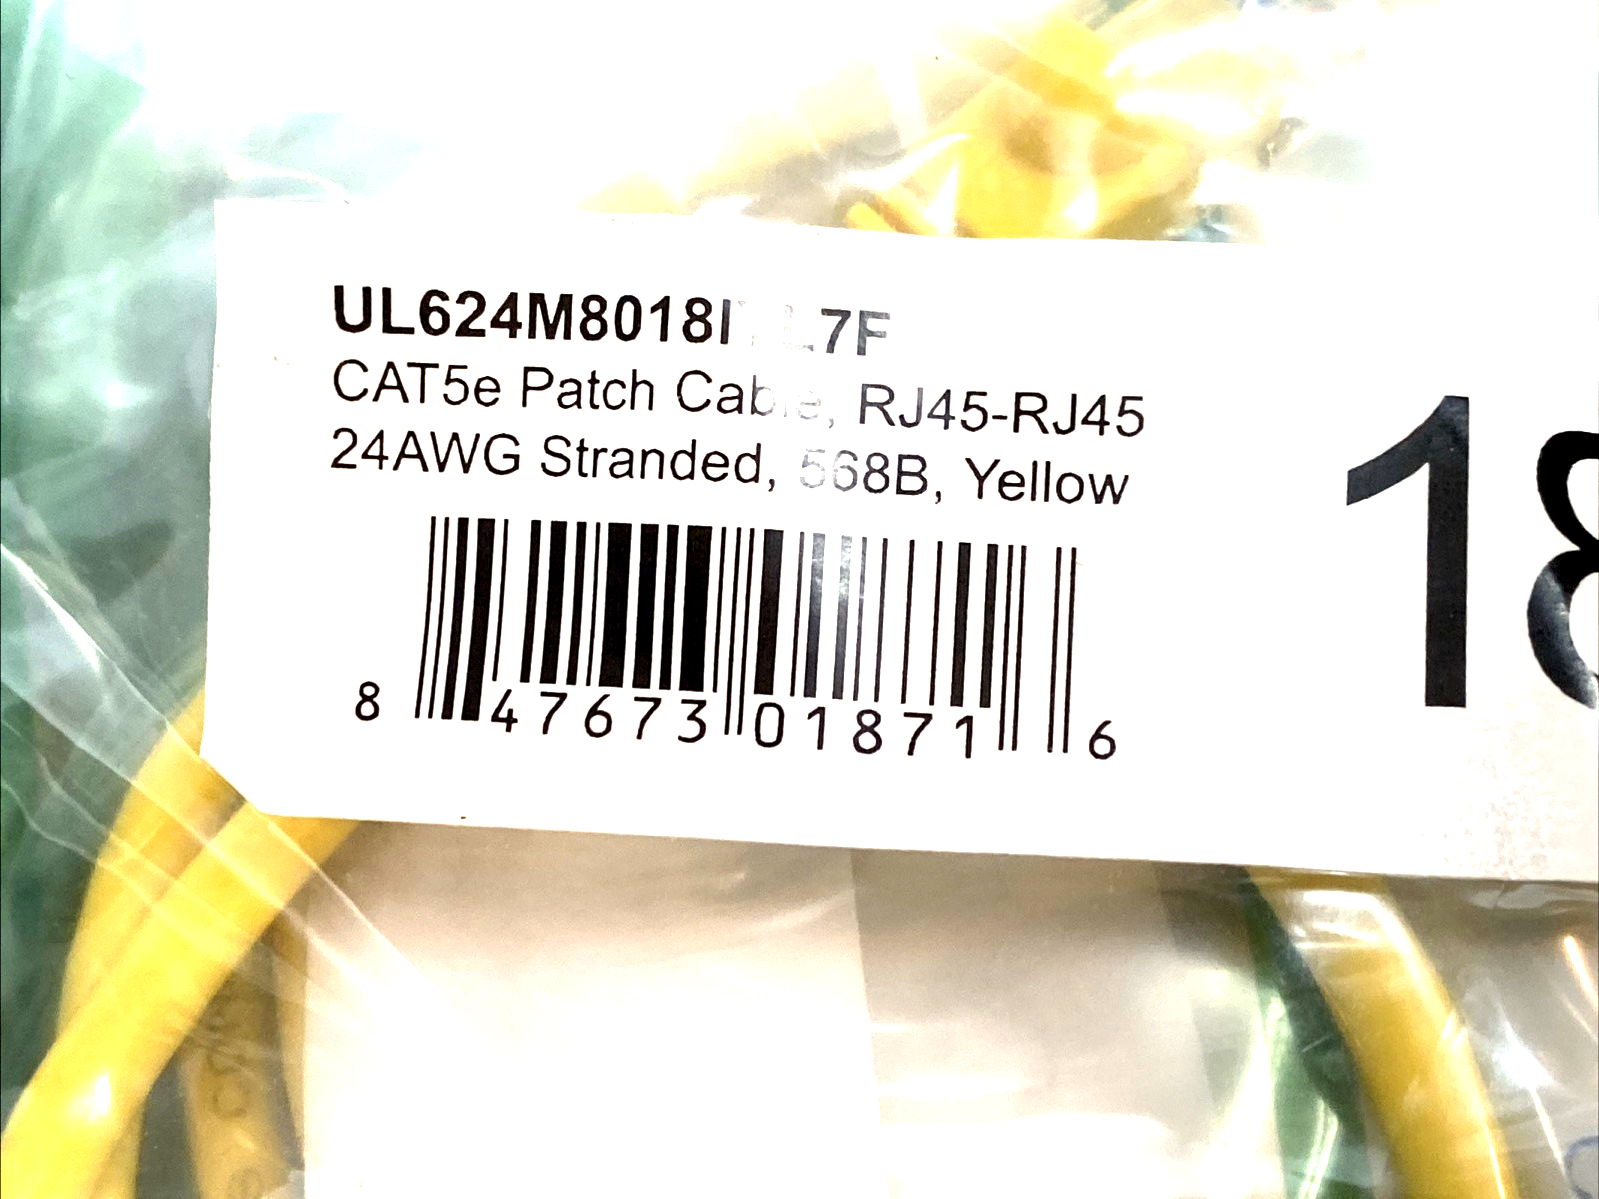 CAT5e Patch Cable, RJ45-RJ45
24AWG Stranded, 568B, Yellow
18
8 47673 01871 6